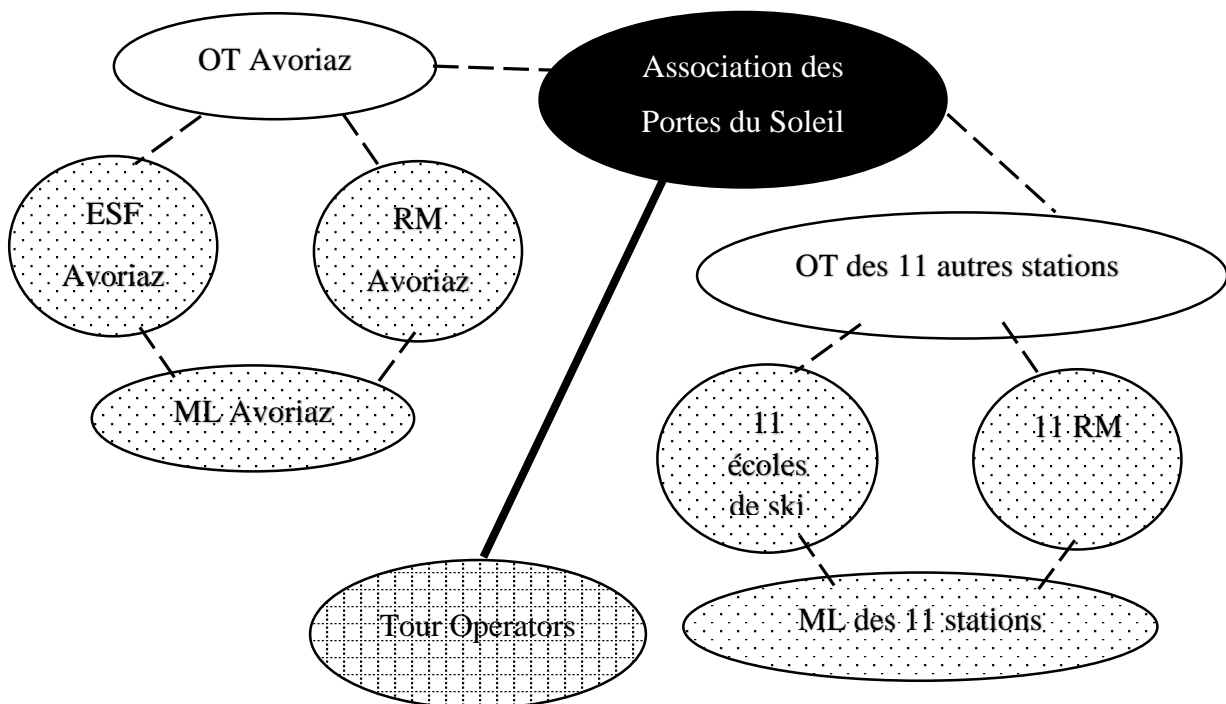 OT Avoriaz
Association des
Portes du Soleil
ESF
Avoriaz
RM
Avoriaz
ML Avoriaz
OT des 11 autres stations
11
écoles
de ski
11 RM
ML des 11 stations
Tour Operators